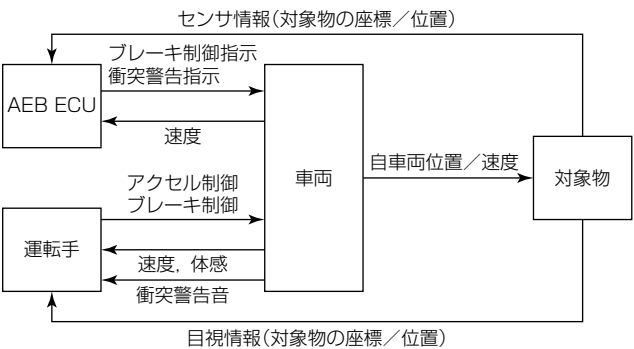 センサ情報(対象物の座標／位置)
ブレーキ制御指示
衝突警告指示
AEB ECU
速度
自車両位置／速度
車両
対象物
アクセル制御
ブレーキ制御
運転手
速度，体感
衝突警告音
目視情報(対象物の座標／位置)